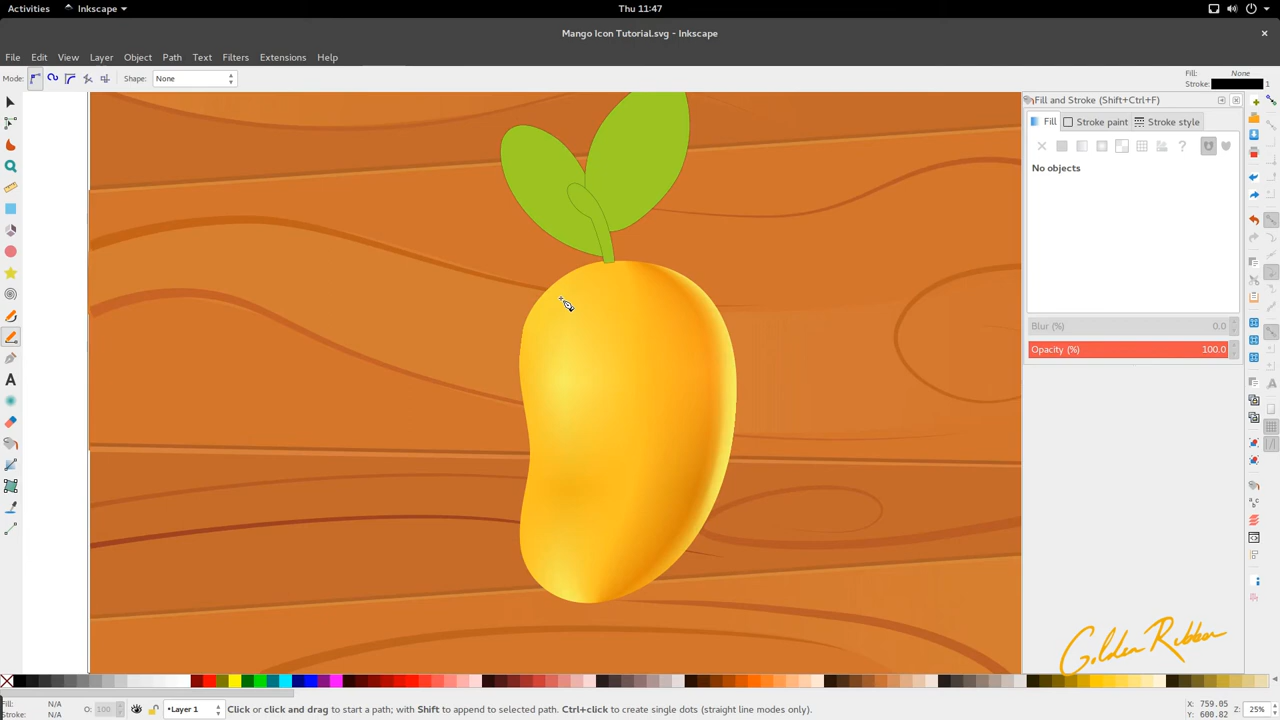 Activities Inkscape Thu 11:47
Mango Icon Tutorial.svg - Inkscape
File Edit View Layer Object Path Text Filters Extensions Help
Mode: Shape: None Fill: None
Stroke: 1
Fill and Stroke (Shift+Ctrl+F)
Fill Stroke paint Stroke style
No objects
Blur (%) 0.0
Opacity (%) 100.0
Golden Ribbon
Fill: N/A
Stroke: N/A
O: 100
•Layer 1
Click or click and drag to start a path; with Shift to append to selected path. Ctrl+click to create single dots (straight line modes only).
X: 759.05
Y: 600.82
Z: 25%